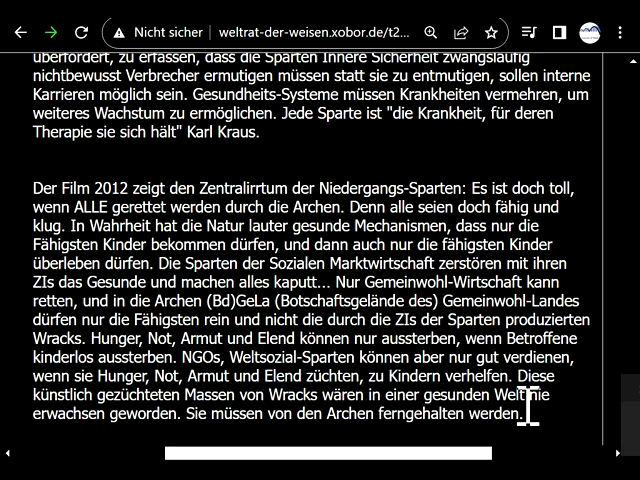 Nicht sicher weltrat-der-weisen.xobor.de/t2...
überfordert, zu erfassen, dass die Sparten Innere Sicherheit zwangsläufig
nichtbewusst Verbrecher ermutigen müssen statt sie zu entmutigen, sollen interne
Karrieren möglich sein. Gesundheits-Systeme müssen Krankheiten vermehren, um
weiteres Wachstum zu ermöglichen. Jede Sparte ist "die Krankheit, für deren
Therapie sie sich hält" Karl Kraus.
Der Film 2012 zeigt den Zentralirrtum der Niedergangs-Sparten: Es ist doch toll,
wenn ALLE gerettet werden durch die Archen. Denn alle seien doch fähig und
klug. In Wahrheit hat die Natur lauter gesunde Mechanismen, dass nur die
Fähigsten Kinder bekommen dürfen, und dann auch nur die fähigsten Kinder
überleben dürfen. Die Sparten der Sozialen Marktwirtschaft zerstören mit ihren
ZIs das Gesunde und machen alles kaputt... Nur Gemeinwohl-Wirtschaft kann
retten, und in die Archen (Bd)GeLa (Botschaftsgelände des) Gemeinwohl-Landes
dürfen nur die Fähigsten rein und nicht die durch die ZIs der Sparten produzierten
Wracks. Hunger, Not, Armut und Elend können nur aussterben, wenn Betroffene
kinderlos aussterben. NGOs, Weltsozial-Sparten können aber nur gut verdienen,
wenn sie Hunger, Not, Armut und Elend züchten, zu Kindern verhelfen. Diese
künstlich gezüchteten Massen von Wracks wären in einer gesunden Welt nie
erwachsen geworden. Sie müssen von den Archen ferngehalten werden.